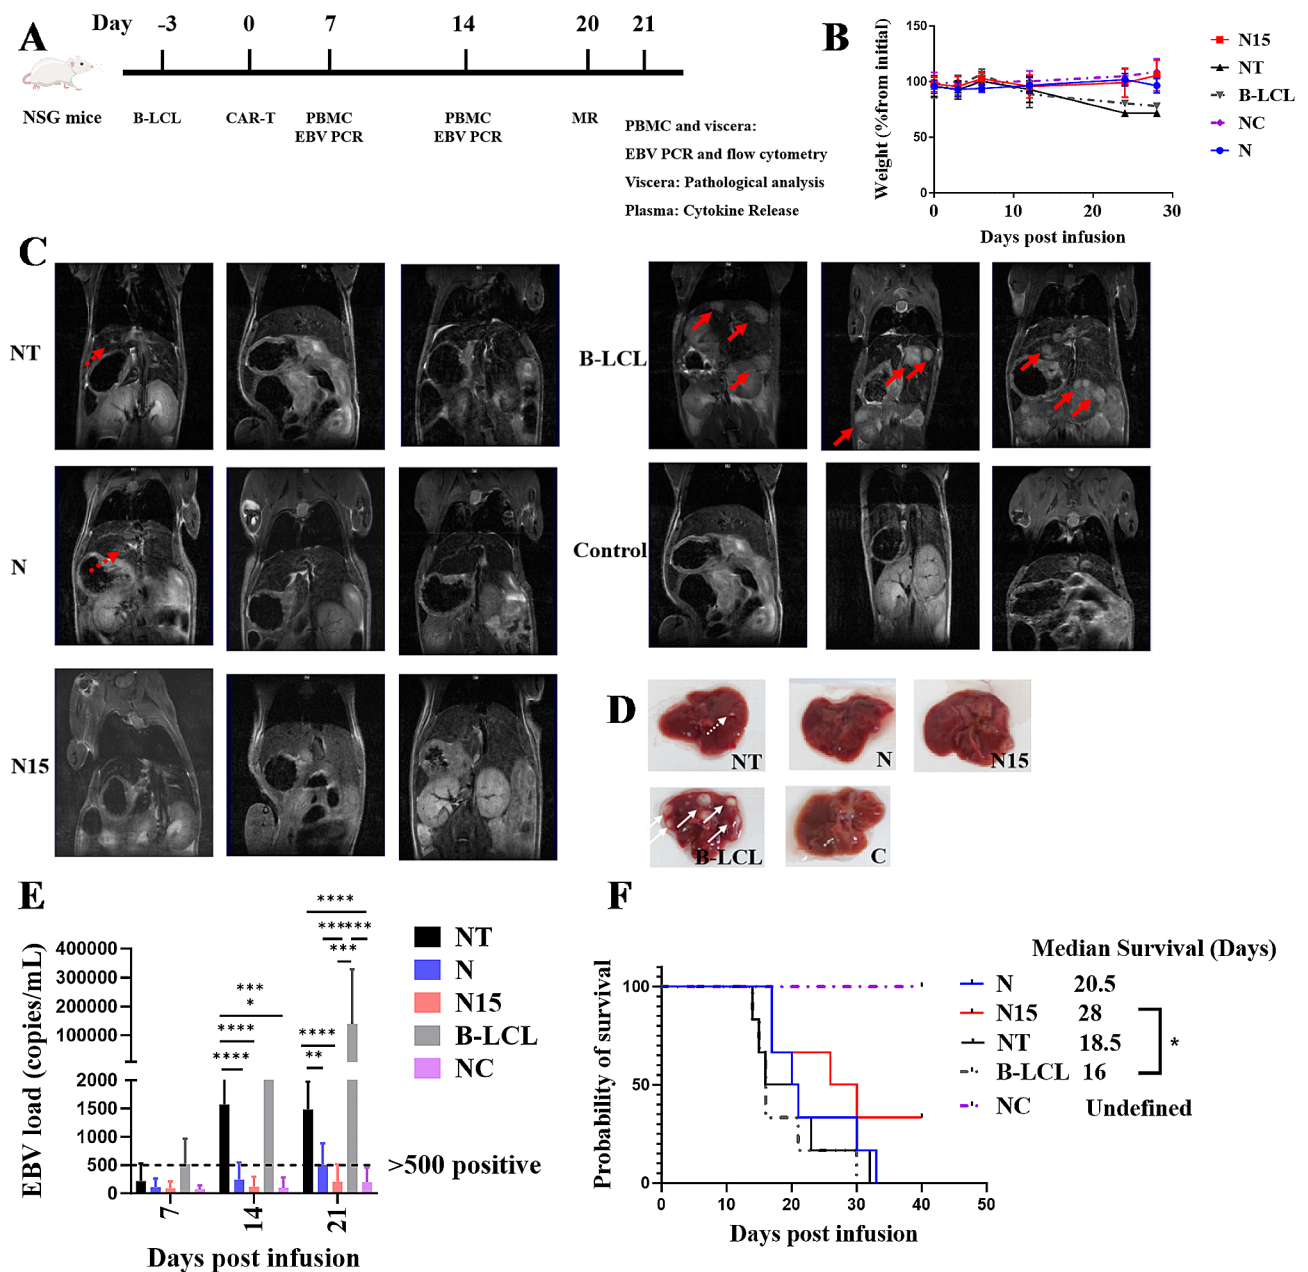 A
Day -3 0 7 14 20 21
NSG mice
B-LCL
CAR-T
PBMC
EBV PCR
PBMC
EBV PCR
MR
PBMC and viscera:
EBV PCR and flow cytometry
Viscera: Pathological analysis
Plasma: Cytokine Release
B
Weight (%from initial)
150
100
50
0
0 10 20 30
Days post infusion
N15
NT
B-LCL
NC
N
C
NT
N
N15
B-LCL
Control
D
NT
N
N15
B-LCL
C
E
EBV load (copies/mL)
400000
300000
200000
100000
2000
1500
1000
500
0
7 14 21
Days post infusion
***
*
****
****
****
**
****
***
***
***
>500 positive
NT
N
N15
B-LCL
NC
F
Probability of survival
100
50
0
0 10 20 30 40 50
Days post infusion
Median Survival (Days)
N 20.5
N15 28
NT 18.5
B-LCL 16
NC Undefined
*